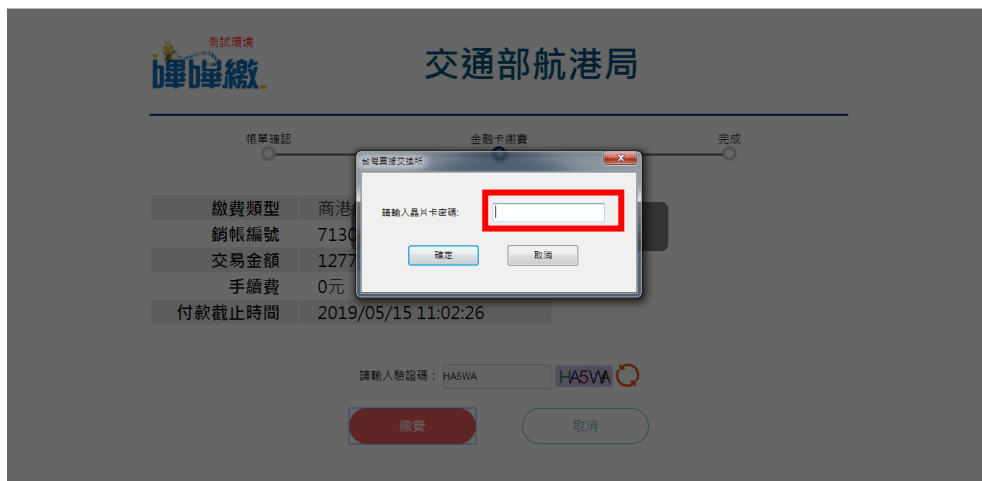 測試環境
嗶嗶繳
交通部航港局
帳單確認
金融卡繳費
完成
台灣票據交換所
請輸入晶片卡密碼:
確定
取消
繳費類型 商港
銷帳編號 7130
交易金額 1277
手續費 0元
付款截止時間 2019/05/15 11:02:26
請輸入驗證碼： HA5WA HA5WA
繳費
取消